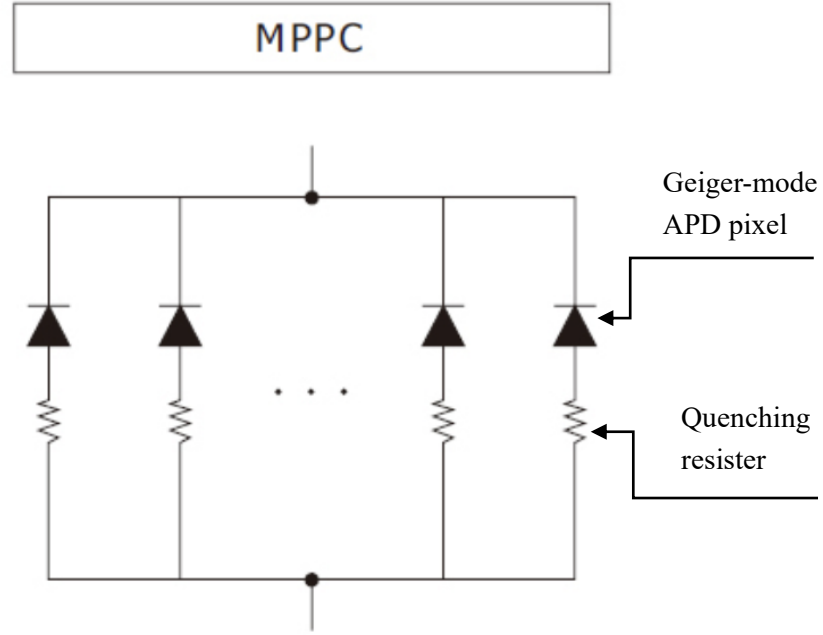 MPPC
Geiger-mode
APD pixel
Quenching
resister